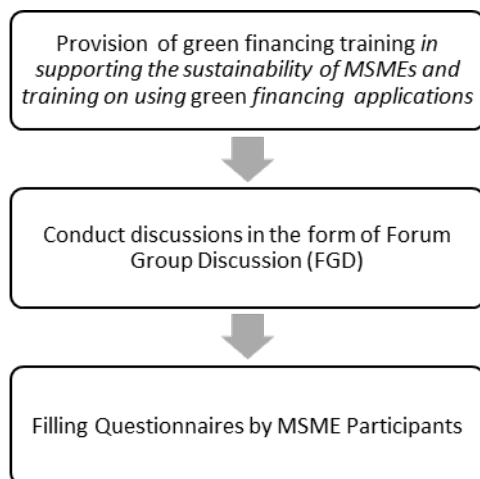 Provision of green financing training in
supporting the sustainability of MSMEs and
training on using green financing applications
Conduct discussions in the form of Forum
Group Discussion (FGD)
Filling Questionnaires by MSME Participants